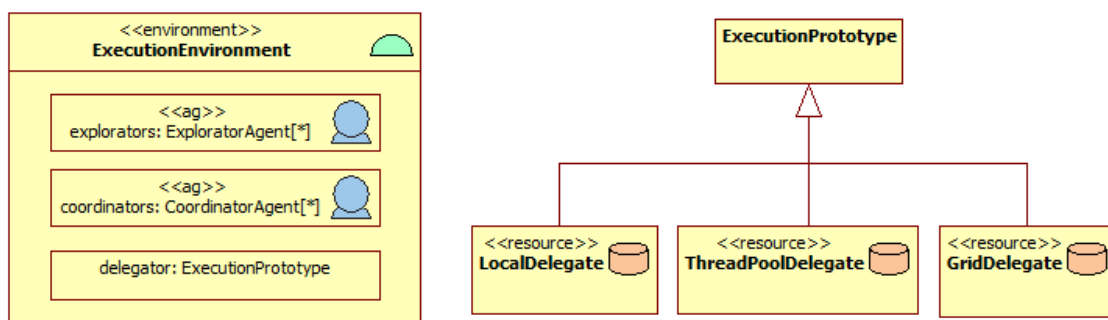 <<environment>>
ExecutionEnvironment
<<ag>>
explorators: ExploratorAgent[*]
<<ag>>
coordinators: CoordinatorAgent[*]
delegator: ExecutionPrototype
ExecutionPrototype
<<resource>>
LocalDelegate
<<resource>>
ThreadPoolDelegate
<<resource>>
GridDelegate